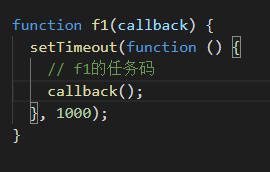 function f1(callback) {
  setTimeout(function () {
    // f1的任务码
    callback();
  }, 1000);
}